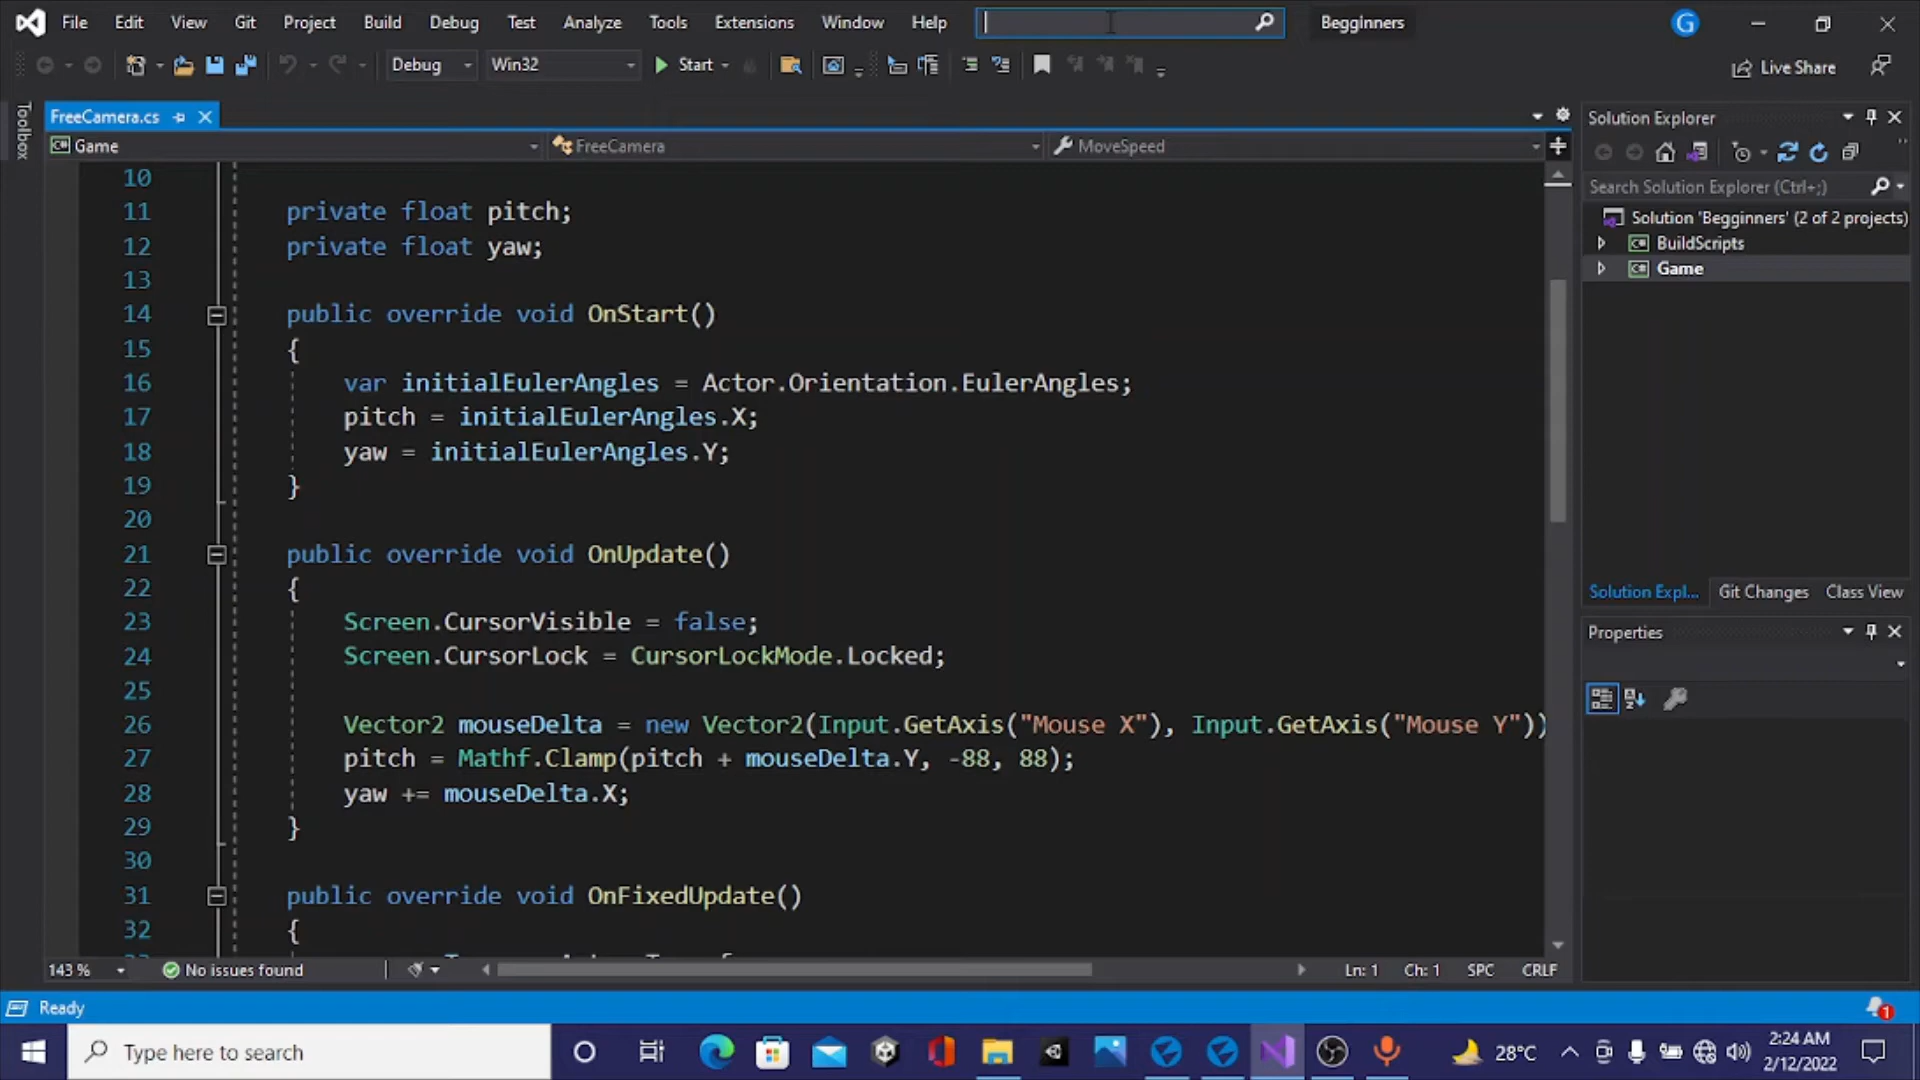 File Edit View Git Project Build Debug Test Analyze Tools Extensions Window Help Begginners G
Debug Win32 Start Live Share
Toolbox
FreeCamera.cs
Game FreeCamera MoveSpeed
10
11 private float pitch;
12 private float yaw;
13
14 public override void OnStart()
15 {
16 var initialEulerAngles = Actor.Orientation.EulerAngles;
17 pitch = initialEulerAngles.X;
18 yaw = initialEulerAngles.Y;
19 }
20
21 public override void OnUpdate()
22 {
23 Screen.CursorVisible = false;
24 Screen.CursorLock = CursorLockMode.Locked;
25
26 Vector2 mouseDelta = new Vector2(Input.GetAxis("Mouse X"), Input.GetAxis("Mouse Y"))
27 pitch = Mathf.Clamp(pitch + mouseDelta.Y, -88, 88);
28 yaw += mouseDelta.X;
29 }
30
31 public override void OnFixedUpdate()
32 {
143 % No issues found Ln: 1 Ch: 1 SPC CRLF
Solution Explorer
Search Solution Explorer (Ctrl+;)
Solution 'Begginners' (2 of 2 projects)
BuildScripts
Game
Solution Expl... Git Changes Class View
Properties
Ready 1
Type here to search 28°C 2:24 AM
2/12/2022